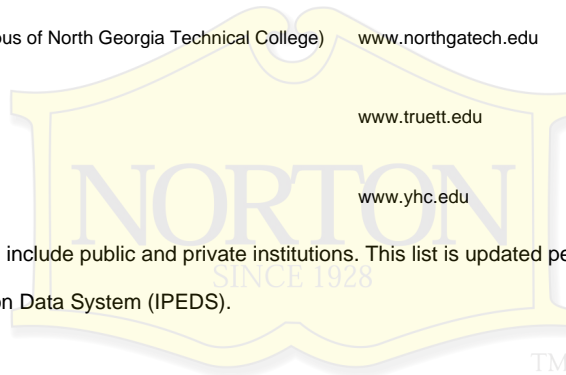 ous of North Georgia Technical College) www.northgatech.edu
www.truett.edu
NORTON
www.yhc.edu
include public and private institutions. This list is updated pe
SINCE 1928
on Data System (IPEDS).
TM